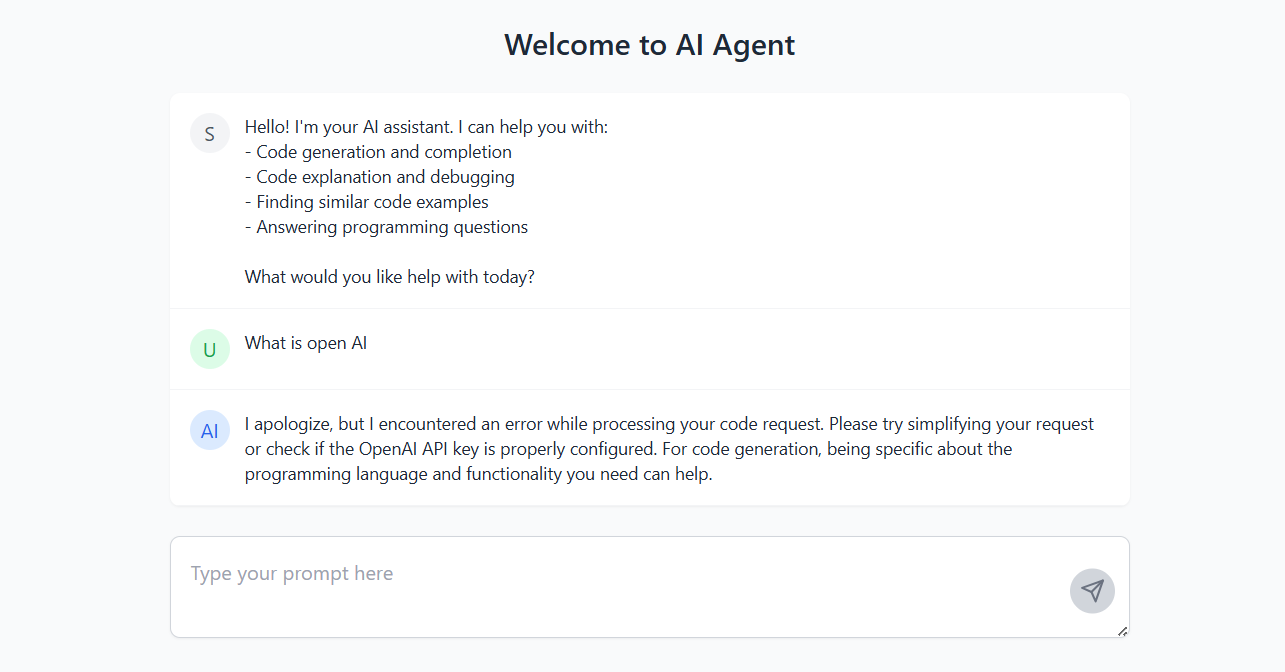 Welcome to AI Agent
S
Hello! I'm your AI assistant. I can help you with:
- Code generation and completion
- Code explanation and debugging
- Finding similar code examples
- Answering programming questions
What would you like help with today?
U
What is open AI
AI
I apologize, but I encountered an error while processing your code request. Please try simplifying your request
or check if the OpenAI API key is properly configured. For code generation, being specific about the
programming language and functionality you need can help.
Type your prompt here